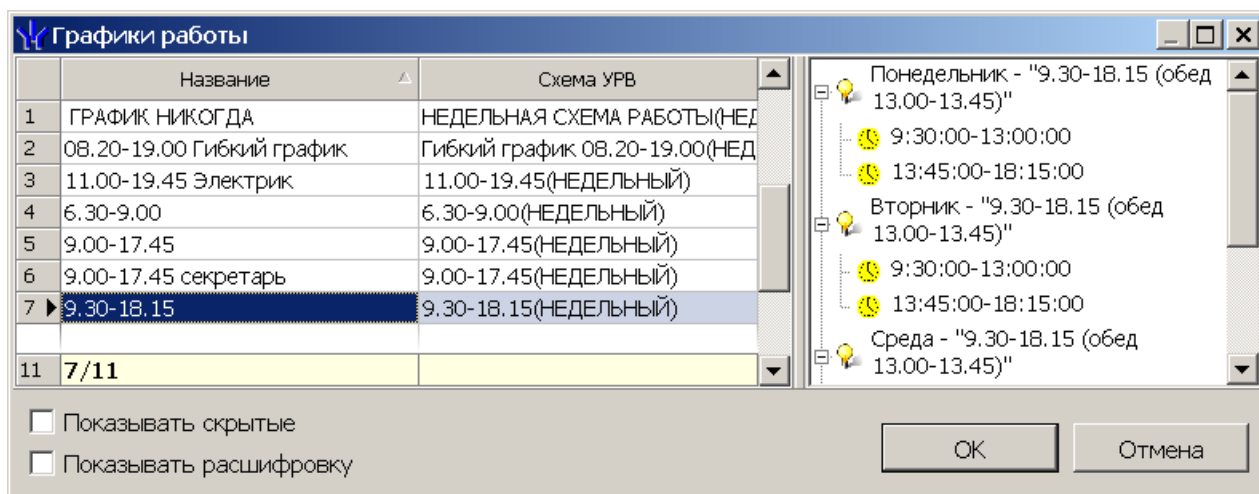 Графики работы
Название Схема УРВ
1 ГРАФИК НИКОГДА НЕДЕЛЬНАЯ СХЕМА РАБОТЫ(НЕД
2 08.20-19.00 Гибкий график Гибкий график 08.20-19.00(НЕД
3 11.00-19.45 Электрик 11.00-19.45(НЕДЕЛЬНЫЙ)
4 6.30-9.00 6.30-9.00(НЕДЕЛЬНЫЙ)
5 9.00-17.45 9.00-17.45(НЕДЕЛЬНЫЙ)
6 9.00-17.45 секретарь 9.00-17.45(НЕДЕЛЬНЫЙ)
7 9.30-18.15 9.30-18.15(НЕДЕЛЬНЫЙ)
11 7/11
Понедельник - "9.30-18.15 (обед
13.00-13.45)"
9:30:00-13:00:00
13:45:00-18:15:00
Вторник - "9.30-18.15 (обед
13.00-13.45)"
9:30:00-13:00:00
13:45:00-18:15:00
Среда - "9.30-18.15 (обед
13.00-13.45)"
Показывать скрытые
Показывать расшифровку
ОК Отмена